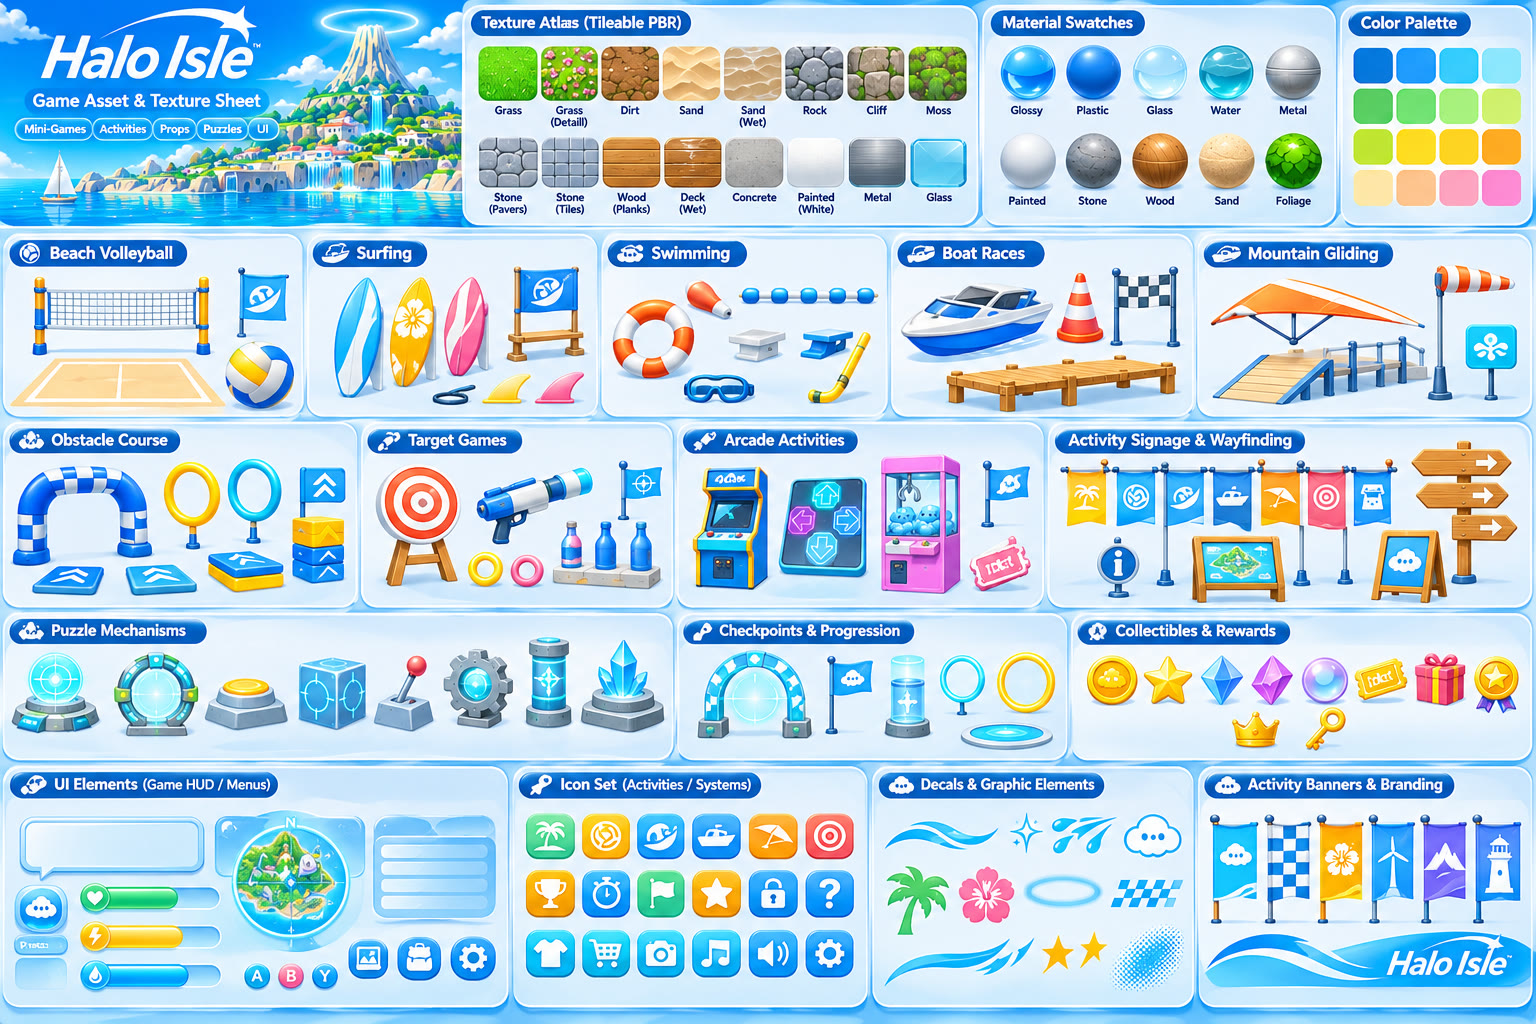 Halo Isle™
Game Asset & Texture Sheet
Mini-Games
Activities
Props
Puzzles
UI
Texture Atlas (Tileable PBR)
Grass
Grass
(Detaill)
Dirt
Sand
Sand
(Wet)
Rock
Cliff
Moss
Stone
(Pavers)
Stone
(Tiles)
Wood
(Planks)
Deck
(Wet)
Concrete
Painted
(White)
Metal
Glass
Material Swatches
Glossy
Plastic
Glass
Water
Metal
Painted
Stone
Wood
Sand
Foliage
Color Palette
Beach Volleyball
Surfing
Swimming
Boat Races
Mountain Gliding
Obstacle Course
Target Games
Arcade Activities
Activity Signage & Wayfinding
i
Puzzle Mechanisms
Checkpoints & Progression
Collectibles & Rewards
UI Elements (Game HUD / Menus)
N
A
B
Y
Icon Set (Activities / Systems)
?
Decals & Graphic Elements
Activity Banners & Branding
Halo Isle™